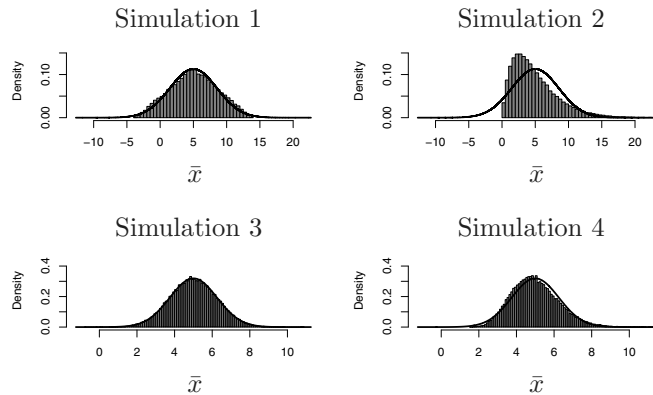 Simulation 1
Density
0.00 0.10
−10 −5 0 5 10 15 20
x̄
Simulation 2
Density
0.00 0.10
−10 −5 0 5 10 15 20
x̄
Simulation 3
Density
0.0 0.2 0.4
0 2 4 6 8 10
x̄
Simulation 4
Density
0.0 0.2 0.4
0 2 4 6 8 10
x̄